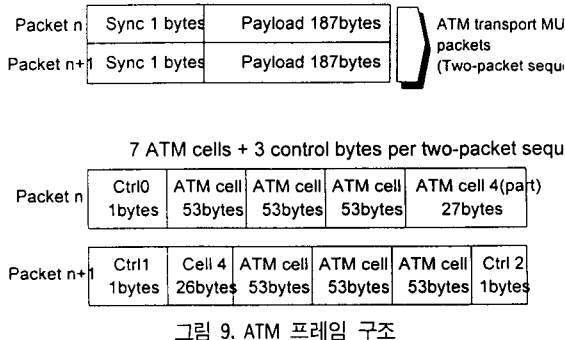 Packet n Sync 1 bytes Payload 187bytes
Packet n+1 Sync 1 bytes Payload 187bytes
ATM transport MU
packets
(Two-packet sequ
7 ATM cells + 3 control bytes per two-packet sequ
Packet n Ctrl0 1bytes ATM cell 53bytes ATM cell 53bytes ATM cell 53bytes ATM cell 4(part) 27bytes
Packet n+1 Ctrl1 1bytes Cell 4 26bytes ATM cell 53bytes ATM cell 53bytes ATM cell 53bytes Ctrl 2 1bytes
그림 9. ATM 프레임 구조